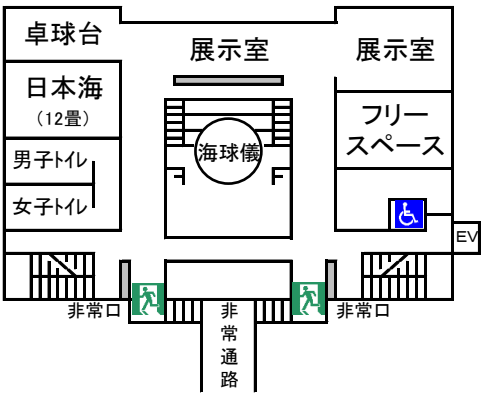 卓球台
展示室
展示室
日本海
(12畳)
フリー
スペース
海球儀
男子トイレ
女子トイレ
EV
非常口
非常口
非
常
通
路